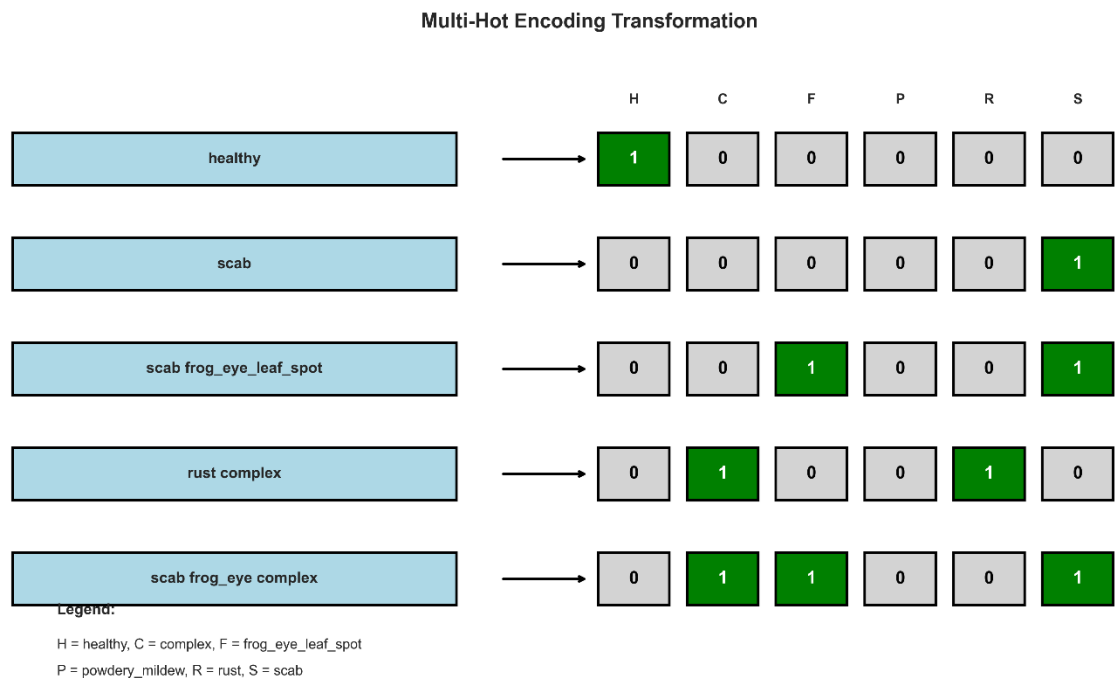 Multi-Hot Encoding Transformation
H C F P R S
healthy 1 0 0 0 0 0
scab 0 0 0 0 0 1
scab frog_eye_leaf_spot 0 0 1 0 0 1
rust complex 0 1 0 0 1 0
scab frog_eye complex 0 1 1 0 0 1
Legend:
H = healthy, C = complex, F = frog_eye_leaf_spot
P = powdery_mildew, R = rust, S = scab